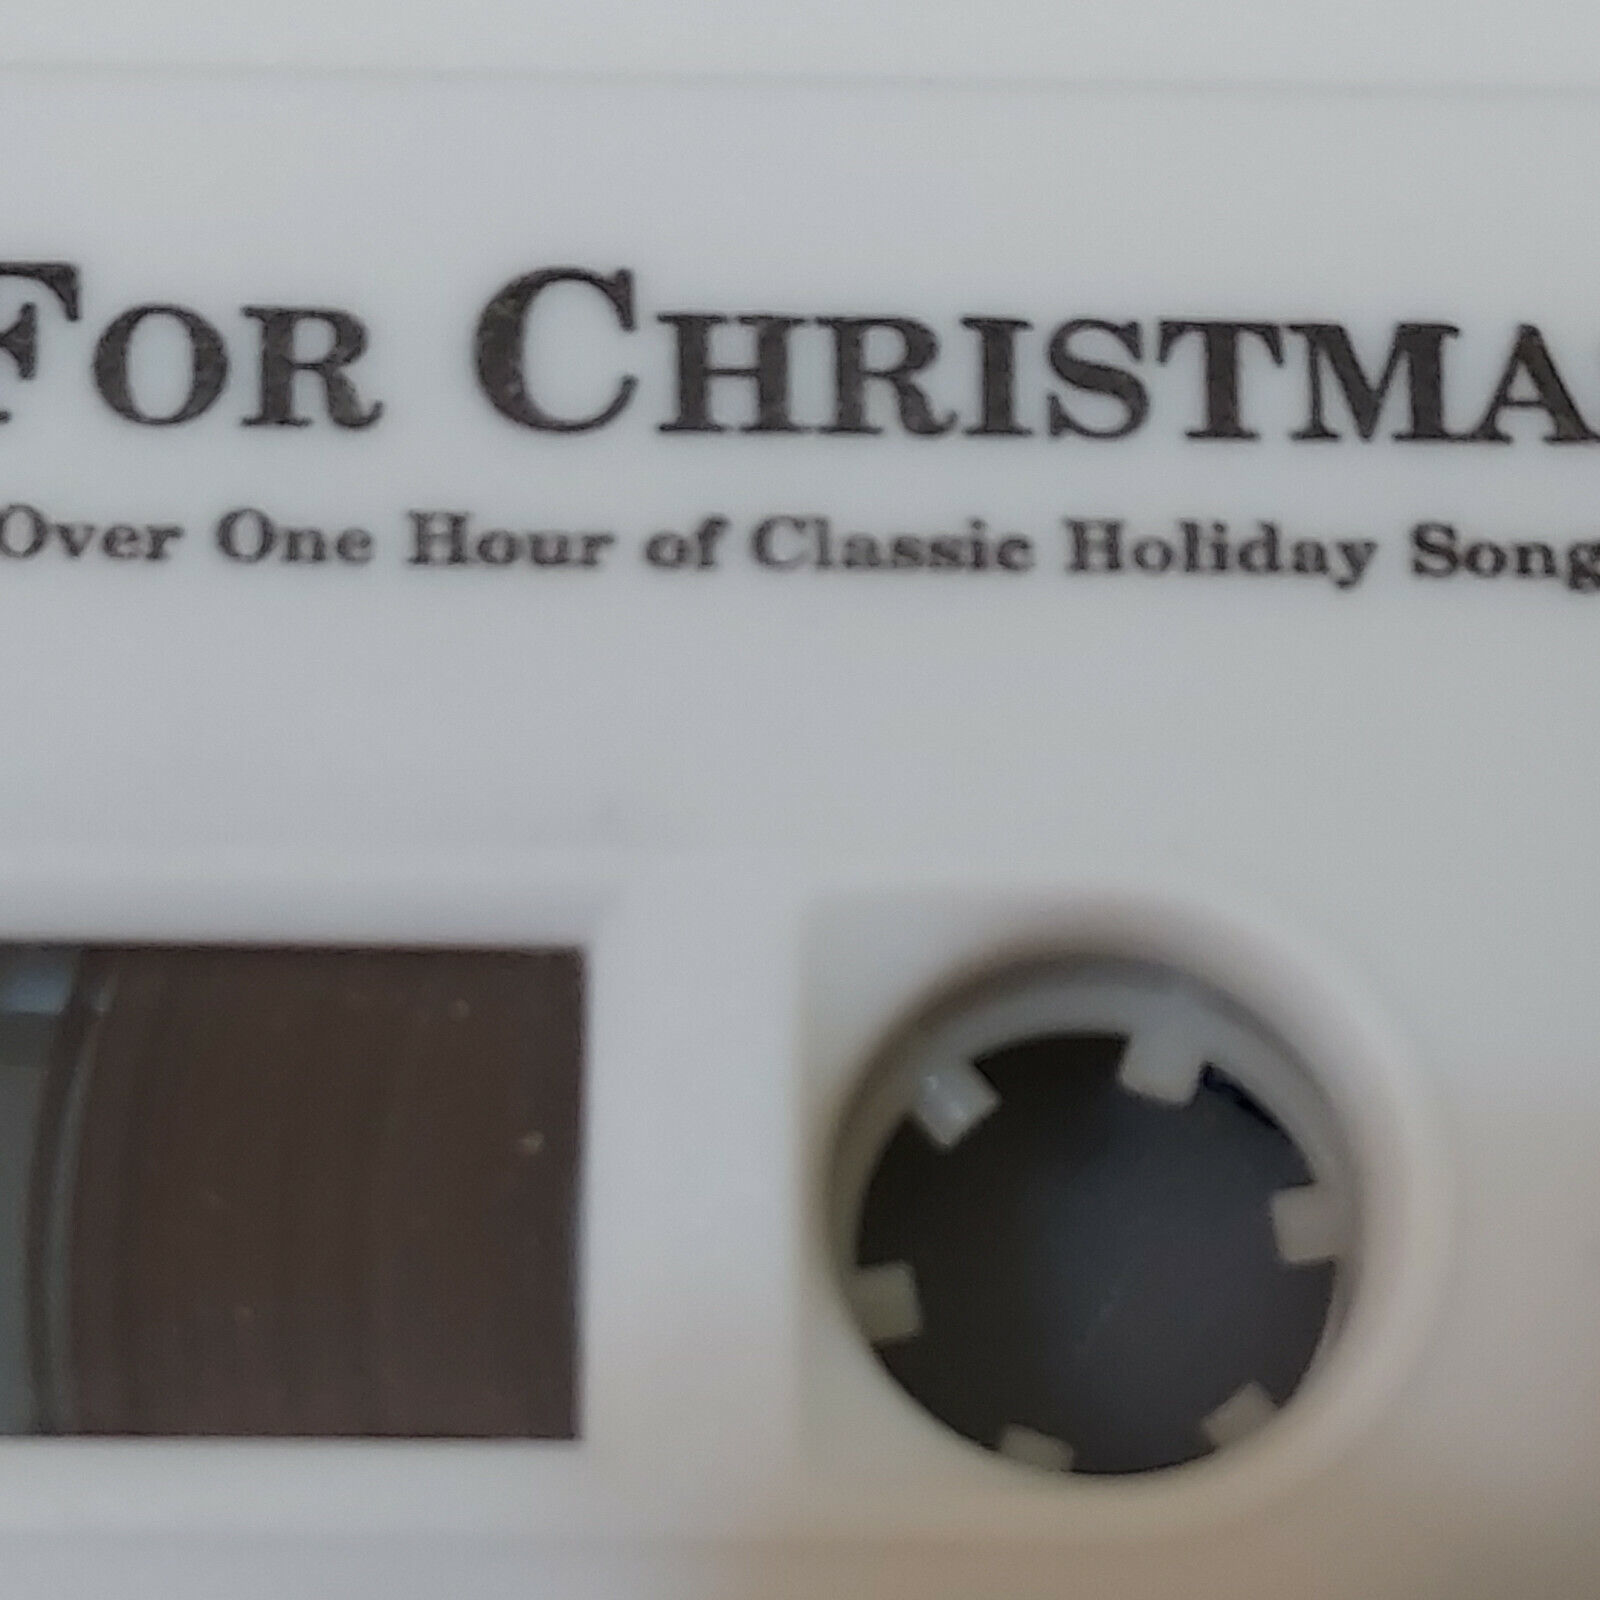 FOR CHRISTMA
Over One Hour of Classic Holiday Song